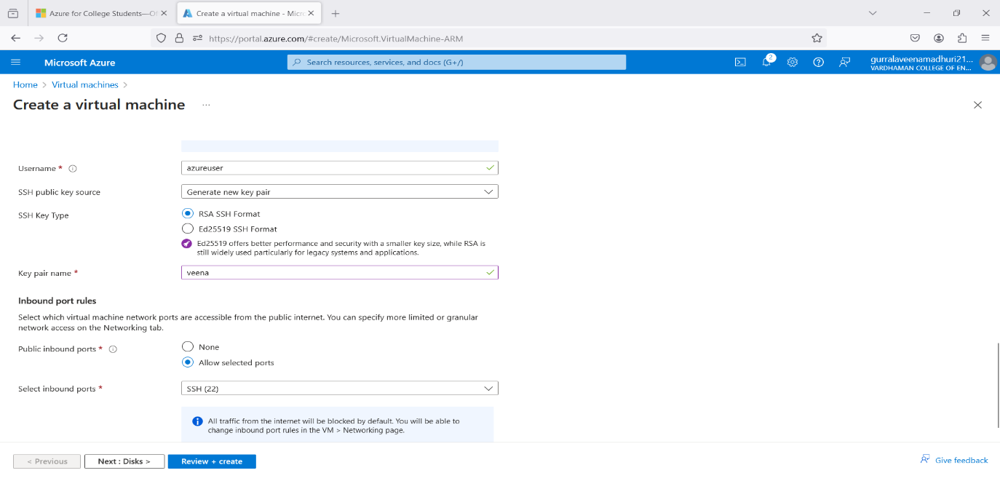 Azure for College Students—O
Create a virtual machine - Micro
https://portal.azure.com/#create/Microsoft.VirtualMachine-ARM
Microsoft Azure
Search resources, services, and docs (G+/)
2
gurralaveenamadhuri21...
VARDHAMAN COLLEGE OF EN...
Home > Virtual machines >
Create a virtual machine ...
Username *
azureuser
SSH public key source
Generate new key pair
SSH Key Type
RSA SSH Format
Ed25519 SSH Format
Ed25519 offers better performance and security with a smaller key size, while RSA is
still widely used particularly for legacy systems and applications.
Key pair name *
veena
Inbound port rules
Select which virtual machine network ports are accessible from the public internet. You can specify more limited or granular
network access on the Networking tab.
Public inbound ports *
None
Allow selected ports
Select inbound ports *
SSH (22)
All traffic from the internet will be blocked by default. You will be able to
change inbound port rules in the VM > Networking page.
< Previous
Next : Disks >
Review + create
Give feedback